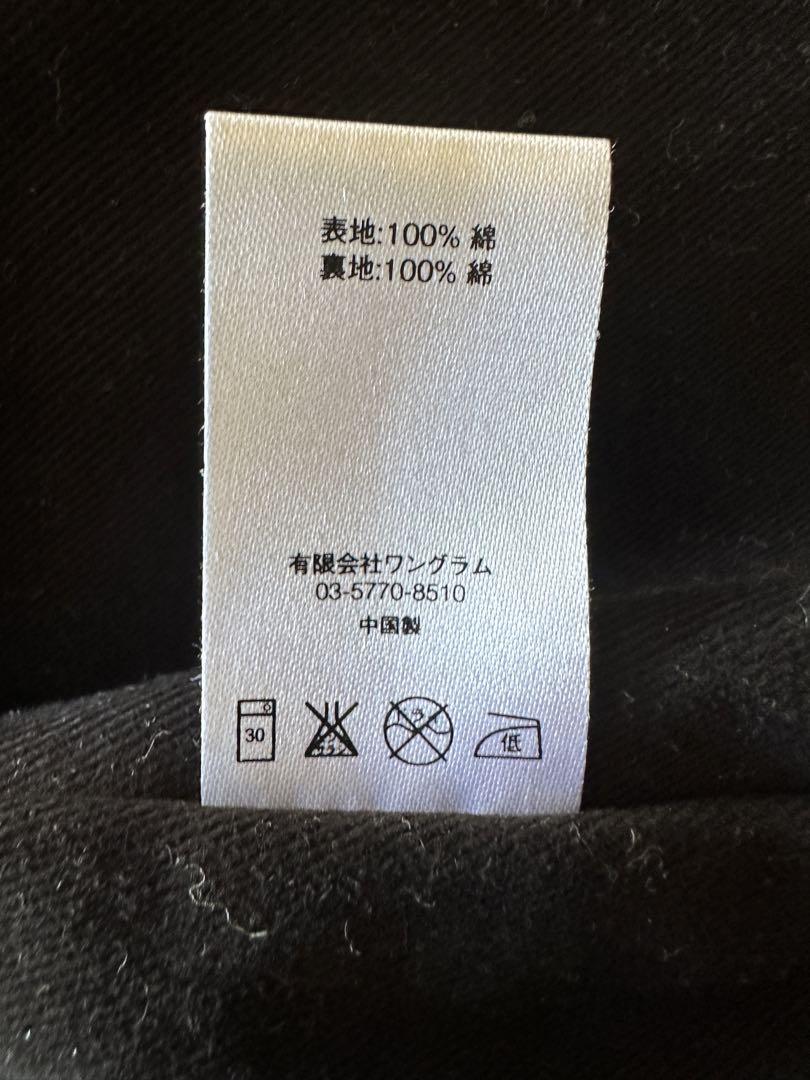 表地:100% 綿
裏地:100% 綿
有限会社ワングラム
03-5770-8510
中国製
30
低